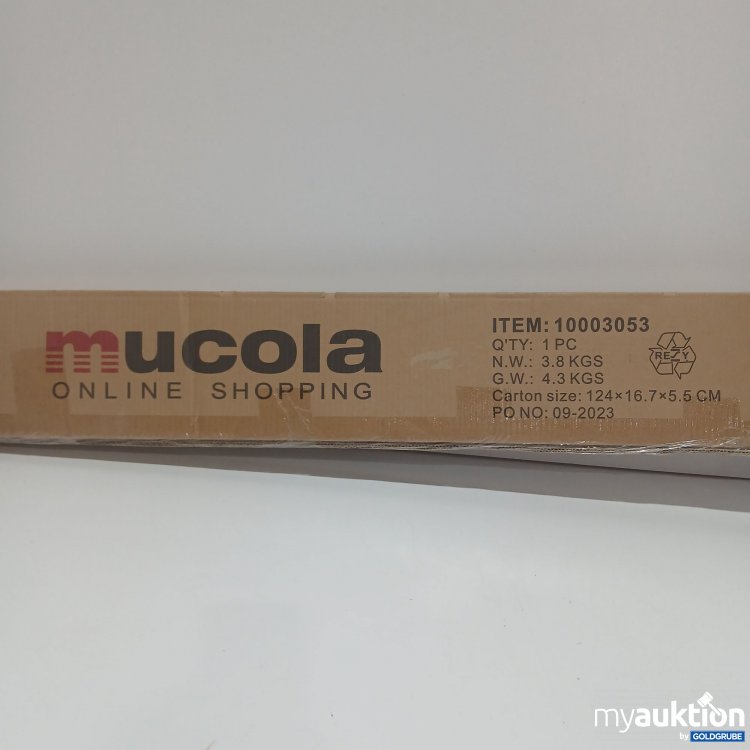 mucola
ONLINE SHOPPING
ITEM: 10003053
Q'TY: 1 PC
N.W.: 3.8 KGS
G.W.: 4.3 KGS
Carton size: 124×16.7×5.5 CM
PO NO: 09-2023
RESY
myauktion
by GOLDGRUBE